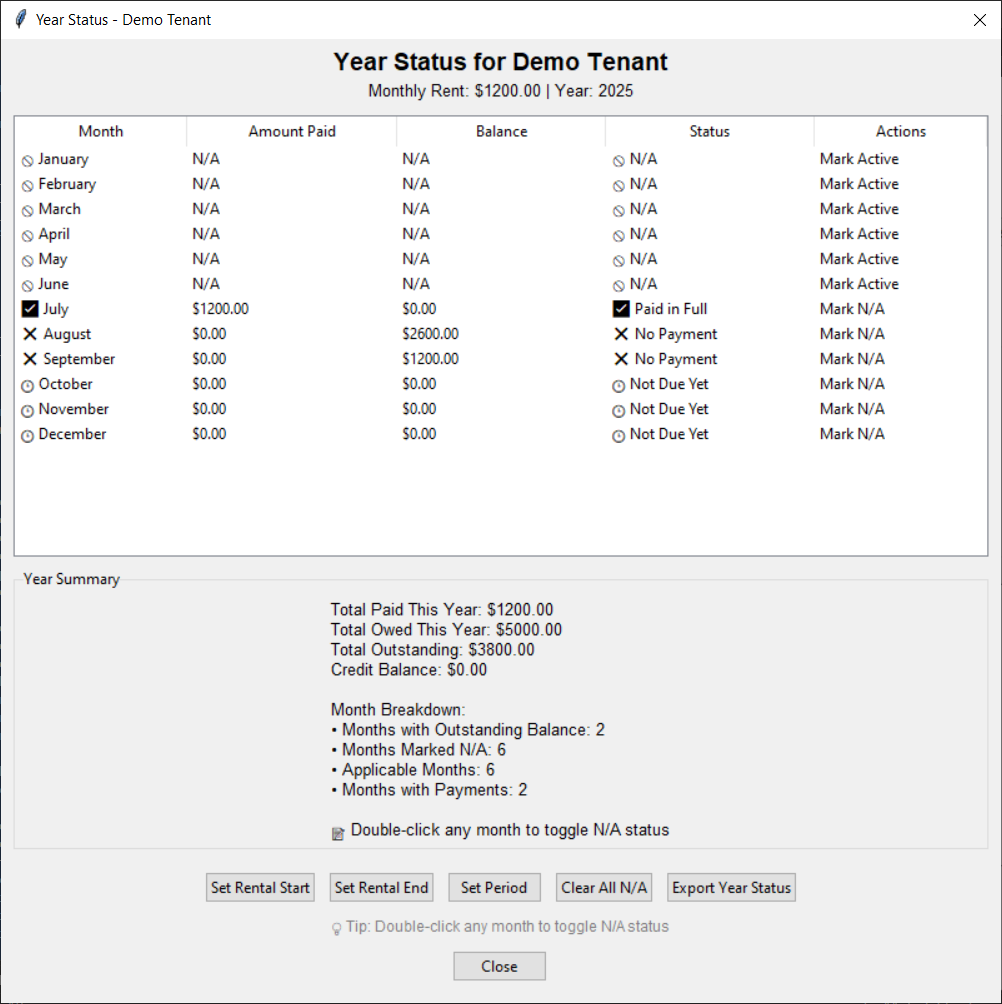 Year Status - Demo Tenant
Year Status for Demo Tenant
Monthly Rent: $1200.00 | Year: 2025
Month Amount Paid Balance Status Actions
January N/A N/A N/A Mark Active
February N/A N/A N/A Mark Active
March N/A N/A N/A Mark Active
April N/A N/A N/A Mark Active
May N/A N/A N/A Mark Active
June N/A N/A N/A Mark Active
July $1200.00 $0.00 Paid in Full Mark N/A
August $0.00 $2600.00 No Payment Mark N/A
September $0.00 $1200.00 No Payment Mark N/A
October $0.00 $0.00 Not Due Yet Mark N/A
November $0.00 $0.00 Not Due Yet Mark N/A
December $0.00 $0.00 Not Due Yet Mark N/A
Year Summary
Total Paid This Year: $1200.00
Total Owed This Year: $5000.00
Total Outstanding: $3800.00
Credit Balance: $0.00
Month Breakdown:
• Months with Outstanding Balance: 2
• Months Marked N/A: 6
• Applicable Months: 6
• Months with Payments: 2
Double-click any month to toggle N/A status
Set Rental Start Set Rental End Set Period Clear All N/A Export Year Status
Tip: Double-click any month to toggle N/A status
Close